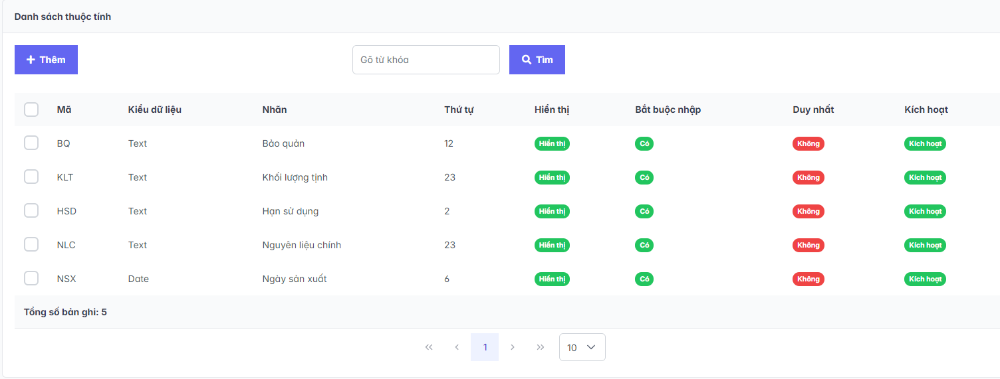 Danh sách thuộc tính
Thêm Gõ từ khóa Tìm
Mã Kiểu dữ liệu Nhãn Thứ tự Hiển thị Bắt buộc nhập Duy nhất Kích hoạt
BQ Text Bảo quản 12 Hiển thị Có Không Kích hoạt
KLT Text Khối lượng tịnh 23 Hiển thị Có Không Kích hoạt
HSD Text Hạn sử dụng 2 Hiển thị Có Không Kích hoạt
NLC Text Nguyên liệu chính 23 Hiển thị Có Không Kích hoạt
NSX Date Ngày sản xuất 6 Hiển thị Có Không Kích hoạt
Tổng số bản ghi: 5
1 10